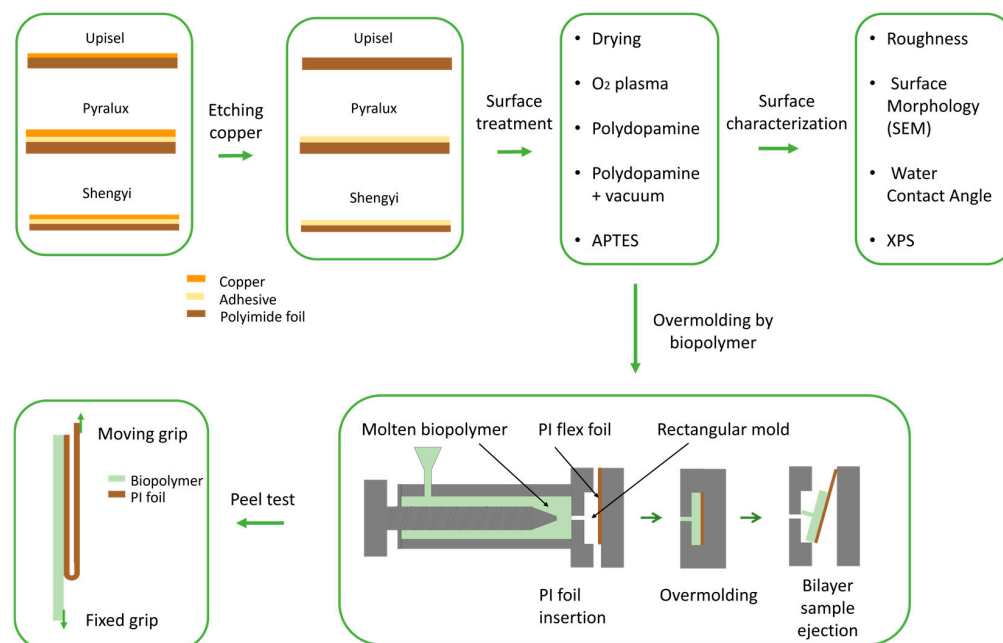 Upisel
Pyralux
Shengyi
Etching
copper
Upisel
Pyralux
Shengyi
Copper
Adhesive
Polyimide foil
Surface
treatment
• Drying
• O₂ plasma
• Polydopamine
• Polydopamine
+ vacuum
• APTES
Surface
characterization
• Roughness
• Surface
Morphology
(SEM)
• Water
Contact Angle
• XPS
Overmolding by
biopolymer
Molten biopolymer
PI flex foil
Rectangular mold
PI foil
insertion
Overmolding
Bilayer
sample
ejection
Peel test
Moving grip
Biopolymer
PI foil
Fixed grip